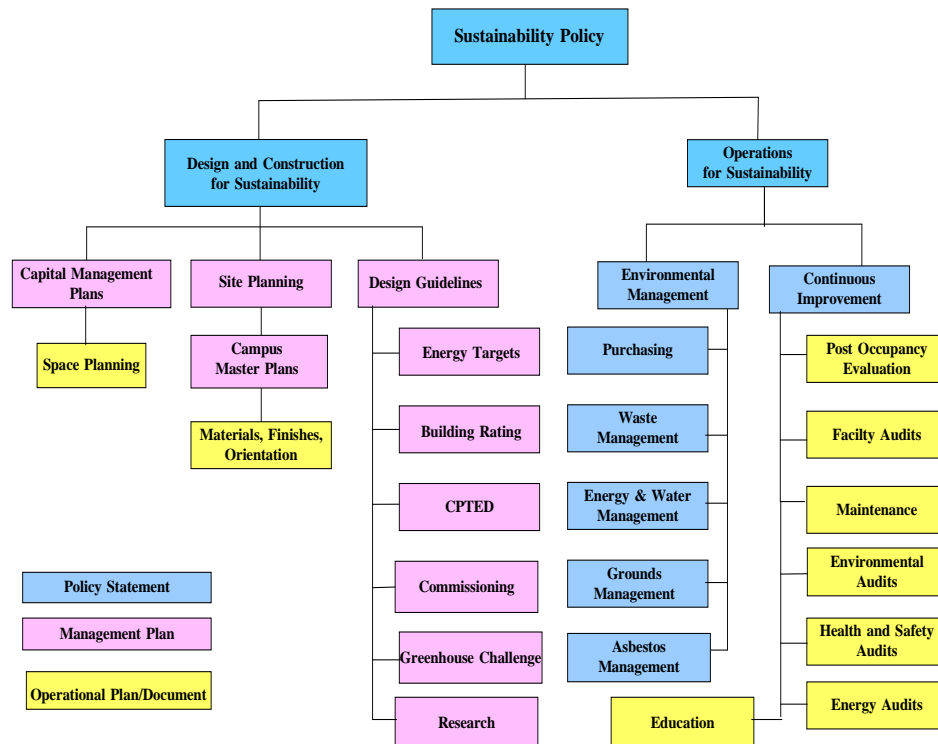 Sustainability Policy
Design and Construction
for Sustainability
Operations
for Sustainability
Capital Management
Plans
Site Planning
Design Guidelines
Environmental
Management
Continuous
Improvement
Space Planning
Campus
Master Plans
Materials, Finishes,
Orientation
Energy Targets
Building Rating
CPTED
Commissioning
Greenhouse Challenge
Research
Purchasing
Waste
Management
Energy & Water
Management
Grounds
Management
Asbestos
Management
Post Occupancy
Evaluation
Facilty Audits
Maintenance
Environmental
Audits
Health and Safety
Audits
Energy Audits
Education
Policy Statement
Management Plan
Operational Plan/Document